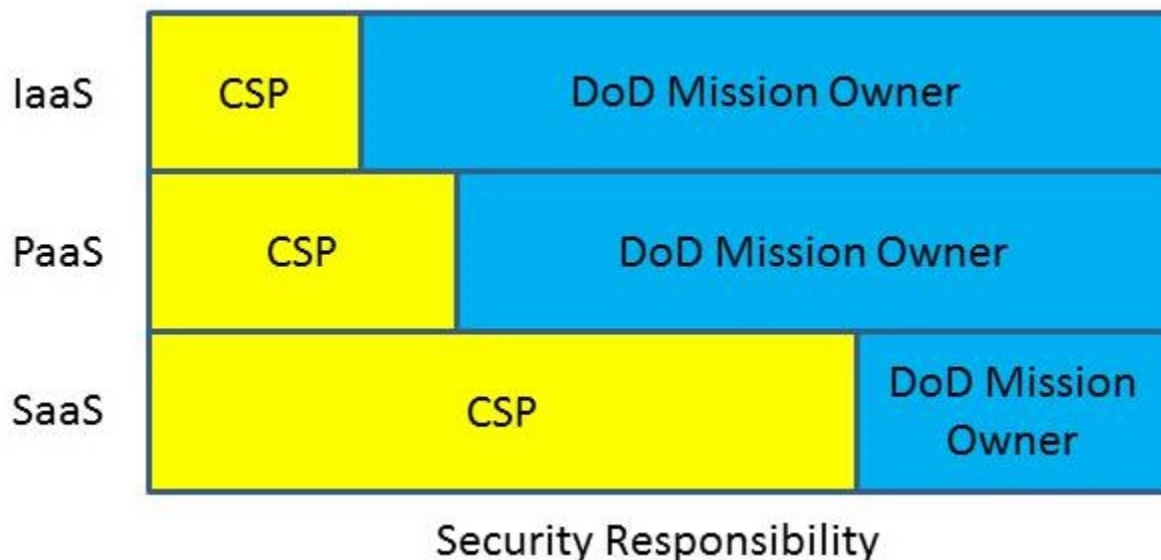 IaaS
CSP
DoD Mission Owner
PaaS
CSP
DoD Mission Owner
SaaS
CSP
DoD Mission
Owner
Security Responsibility